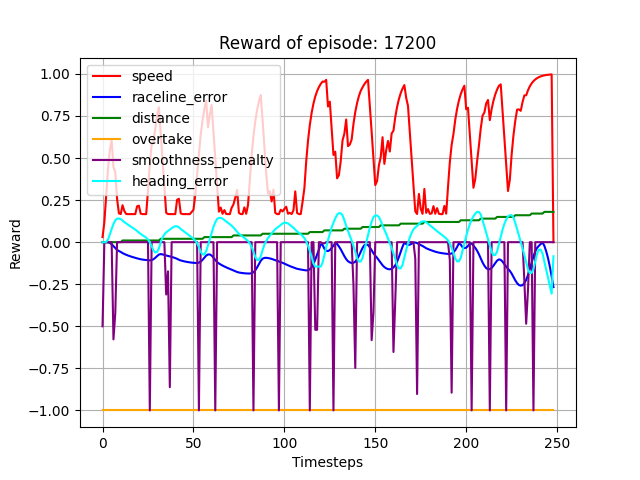 Reward of episode: 17200
Reward
1.00
0.75
0.50
0.25
0.00
−0.25
−0.50
−0.75
−1.00
speed
raceline_error
distance
overtake
smoothness_penalty
heading_error
0 50 100 150 200 250
Timesteps